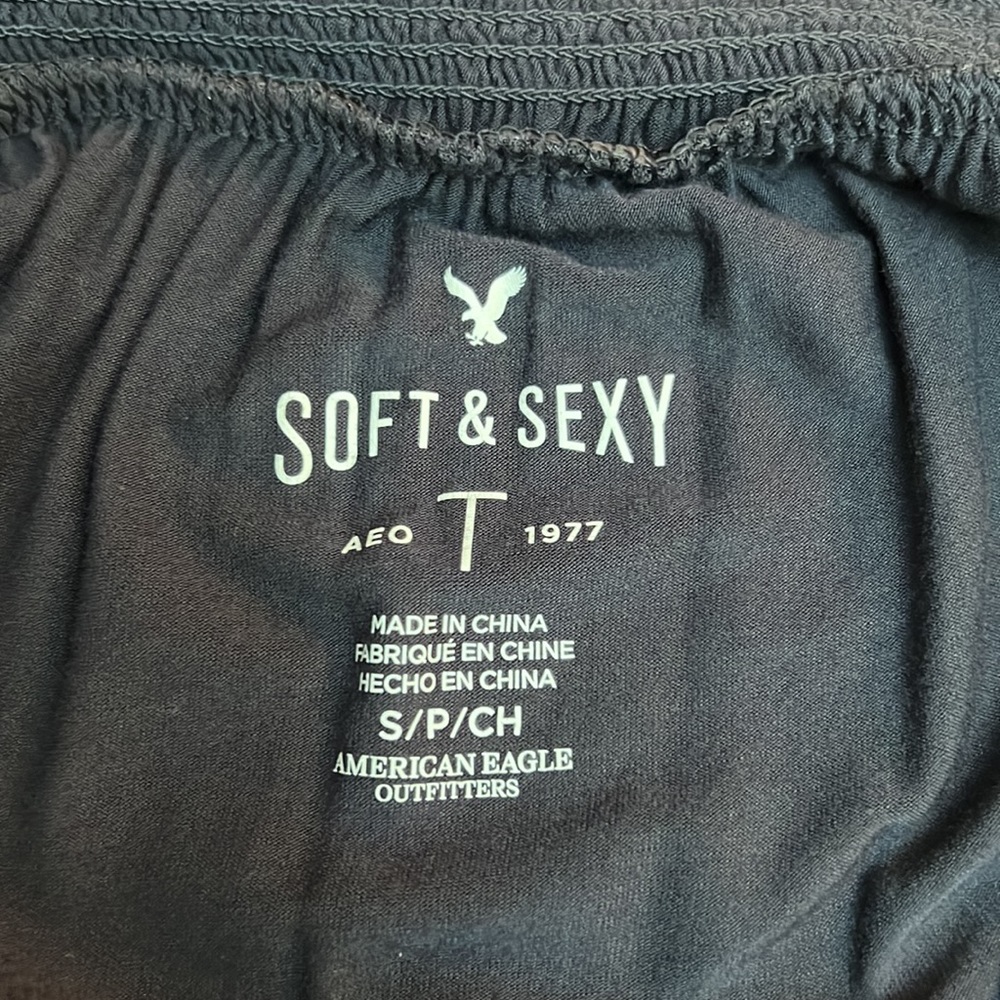 SOFT & SEXY
AEO T 1977
MADE IN CHINA
FABRIQUÉ EN CHINE
HECHO EN CHINA
S/P/CH
AMERICAN EAGLE
OUTFITTERS